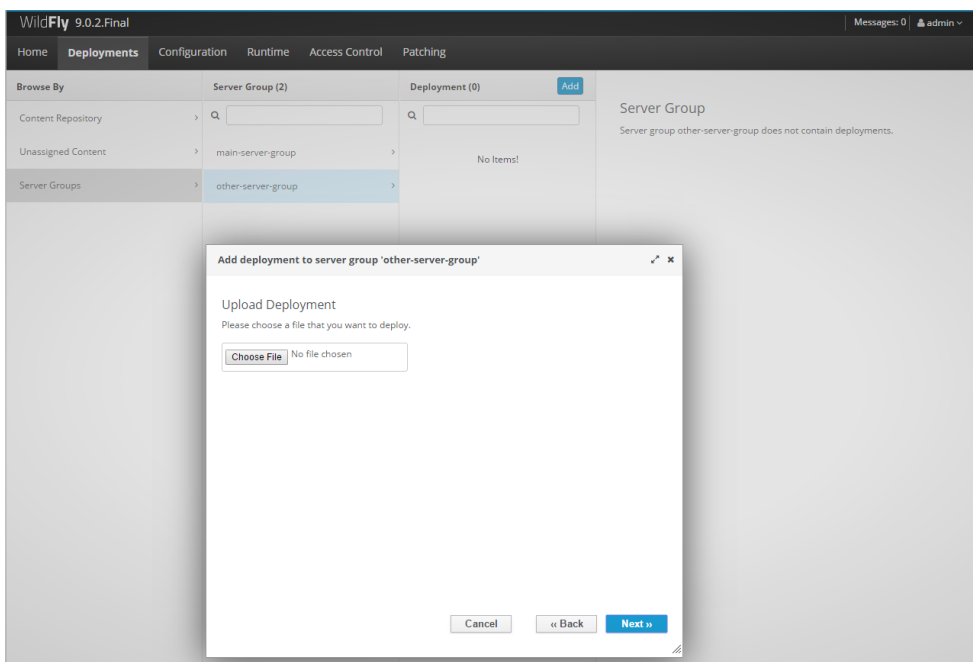 WildFly 9.0.2.Final
Messages: 0 admin
Home Deployments Configuration Runtime Access Control Patching
Browse By
Content Repository
Unassigned Content
Server Groups
Server Group (2)
main-server-group
other-server-group
Deployment (0) Add
No Items!
Server Group
Server group other-server-group does not contain deployments.
Add deployment to server group 'other-server-group'
Upload Deployment
Please choose a file that you want to deploy.
Choose File No file chosen
Cancel ‹‹ Back Next ››